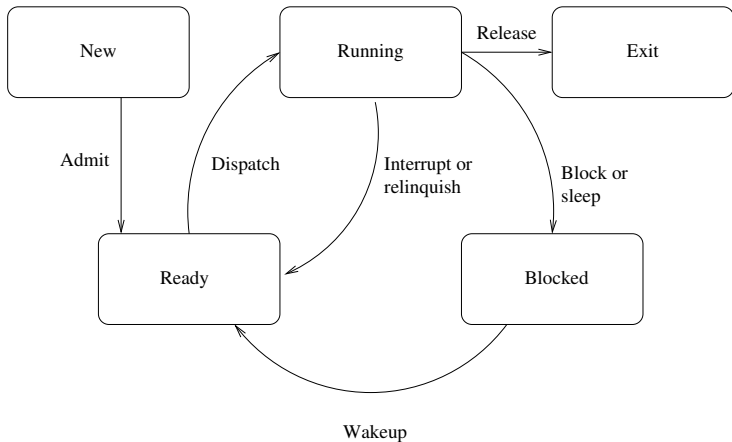 New
Running
Release
Exit
Admit
Dispatch
Interrupt or
relinquish
Block or
sleep
Ready
Blocked
Wakeup